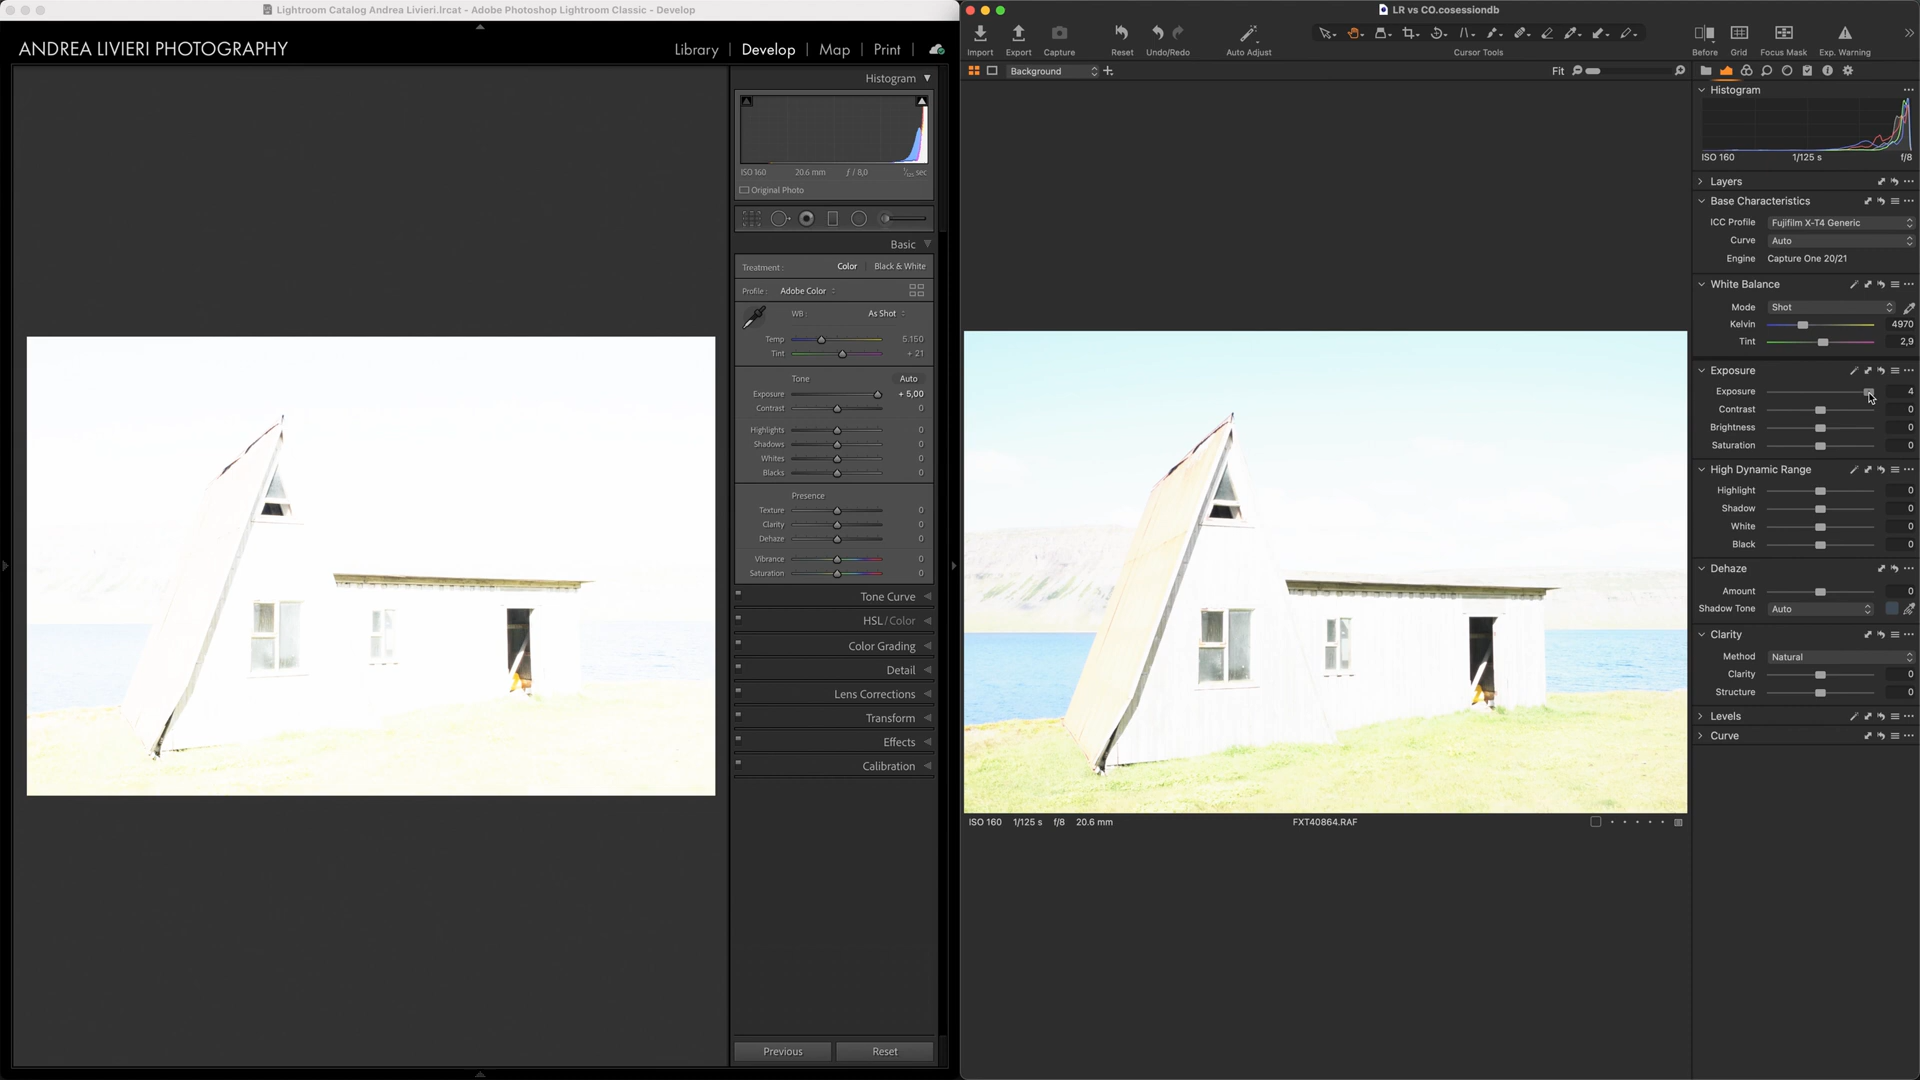 Lightroom Catalog Andrea Livieri.lrcat - Adobe Photoshop Lightroom Classic - Develop
ANDREA LIVIERI PHOTOGRAPHY
Library | Develop | Map | Print
Histogram
ISO 160 20.6 mm ƒ / 8,0 1/125 sec
Original Photo
Basic
Treatment : Color Black & White
Profile : Adobe Color
WB : As Shot
Temp 5.150
Tint + 21
Tone Auto
Exposure + 5,00
Contrast 0
Highlights 0
Shadows 0
Whites 0
Blacks 0
Presence
Texture 0
Clarity 0
Dehaze 0
Vibrance 0
Saturation 0
Tone Curve
HSL / Color
Color Grading
Detail
Lens Corrections
Transform
Effects
Calibration
Previous Reset
LR vs CO.cosessiondb
Import Export Capture Reset Undo/Redo Auto Adjust Cursor Tools Before Grid Focus Mask Exp. Warning
Background Fit
ISO 160 1/125 s f/8 20.6 mm FXT40864.RAF
Histogram
ISO 160 1/125 s f/8
Layers
Base Characteristics
ICC Profile Fujifilm X-T4 Generic
Curve Auto
Engine Capture One 20/21
White Balance
Mode Shot
Kelvin 4970
Tint 2,9
Exposure
Exposure 4
Contrast 0
Brightness 0
Saturation 0
High Dynamic Range
Highlight 0
Shadow 0
White 0
Black 0
Dehaze
Amount 0
Shadow Tone Auto
Clarity
Method Natural
Clarity 0
Structure 0
Levels
Curve